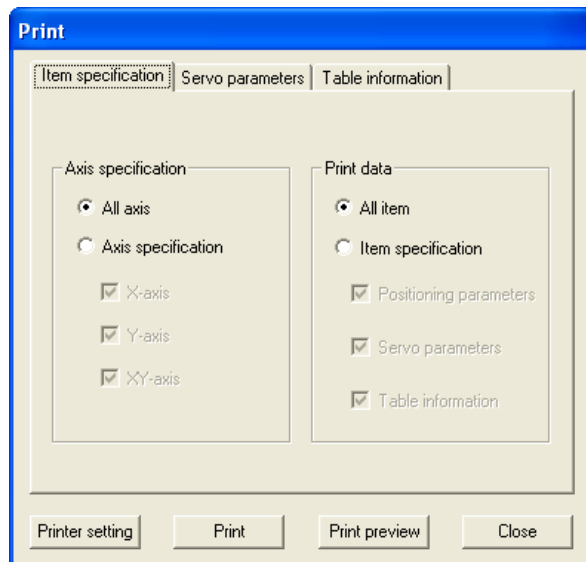 Print
Item specification Servo parameters Table information
Axis specification
All axis
Axis specification
X-axis
Y-axis
XY-axis
Print data
All item
Item specification
Positioning parameters
Servo parameters
Table information
Printer setting Print Print preview Close